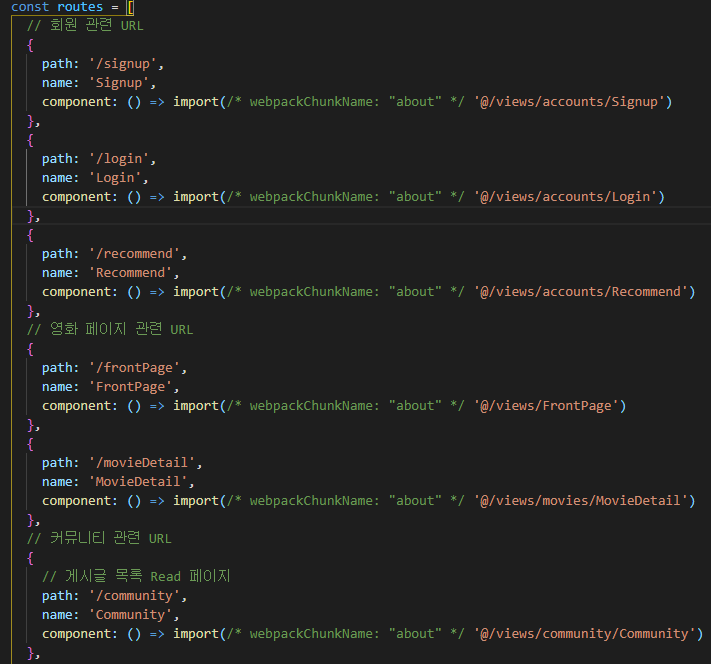 const routes = [
// 회원 관련 URL
{
path: '/signup',
name: 'Signup',
component: () => import(/* webpackChunkName: "about" */ '@/views/accounts/Signup')
},
{
path: '/login',
name: 'Login',
component: () => import(/* webpackChunkName: "about" */ '@/views/accounts/Login')
},
{
path: '/recommend',
name: 'Recommend',
component: () => import(/* webpackChunkName: "about" */ '@/views/accounts/Recommend')
},
// 영화 페이지 관련 URL
{
path: '/frontPage',
name: 'FrontPage',
component: () => import(/* webpackChunkName: "about" */ '@/views/FrontPage')
},
{
path: '/movieDetail',
name: 'MovieDetail',
component: () => import(/* webpackChunkName: "about" */ '@/views/movies/MovieDetail')
},
// 커뮤니티 관련 URL
{
// 게시글 목록 Read 페이지
path: '/community',
name: 'Community',
component: () => import(/* webpackChunkName: "about" */ '@/views/community/Community')
},